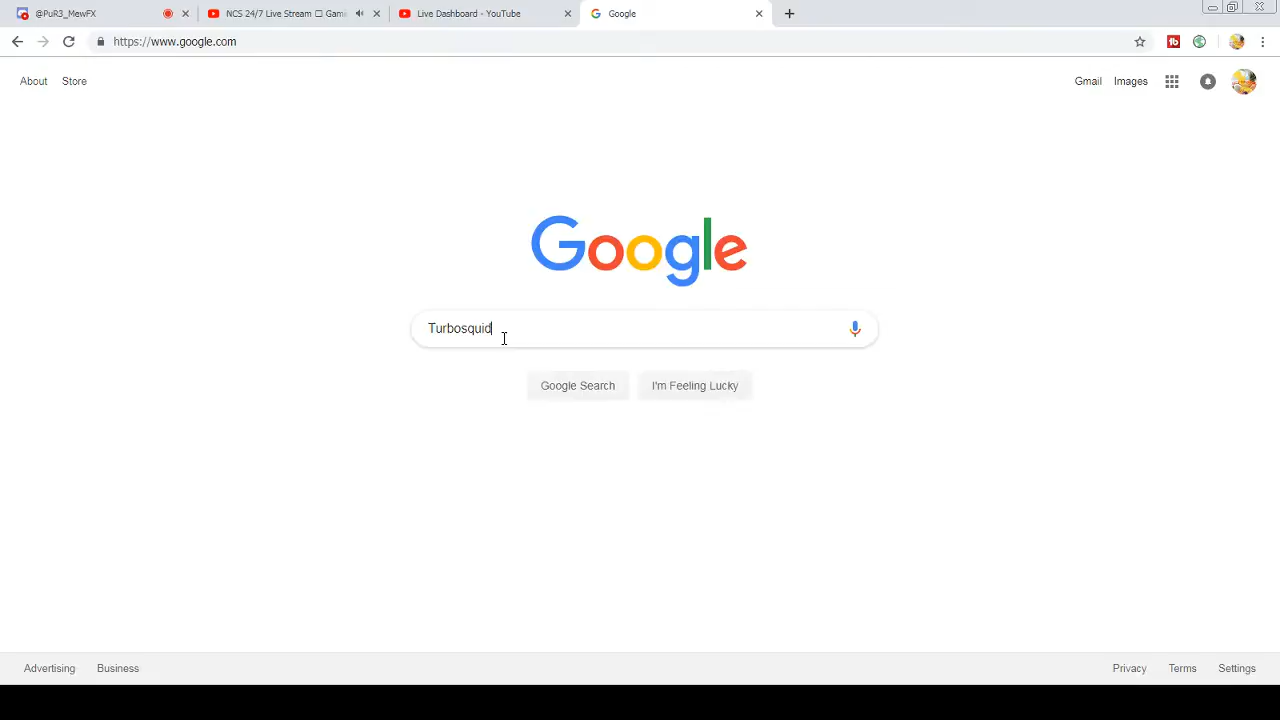 @PuR3_MewFX
NCS 24/7 Live Stream □ Gami
Live Dashboard - YouTube
Google
https://www.google.com
About
Store
Gmail
Images
Google
Turbosquid
Google Search
I'm Feeling Lucky
Advertising
Business
Privacy
Terms
Settings